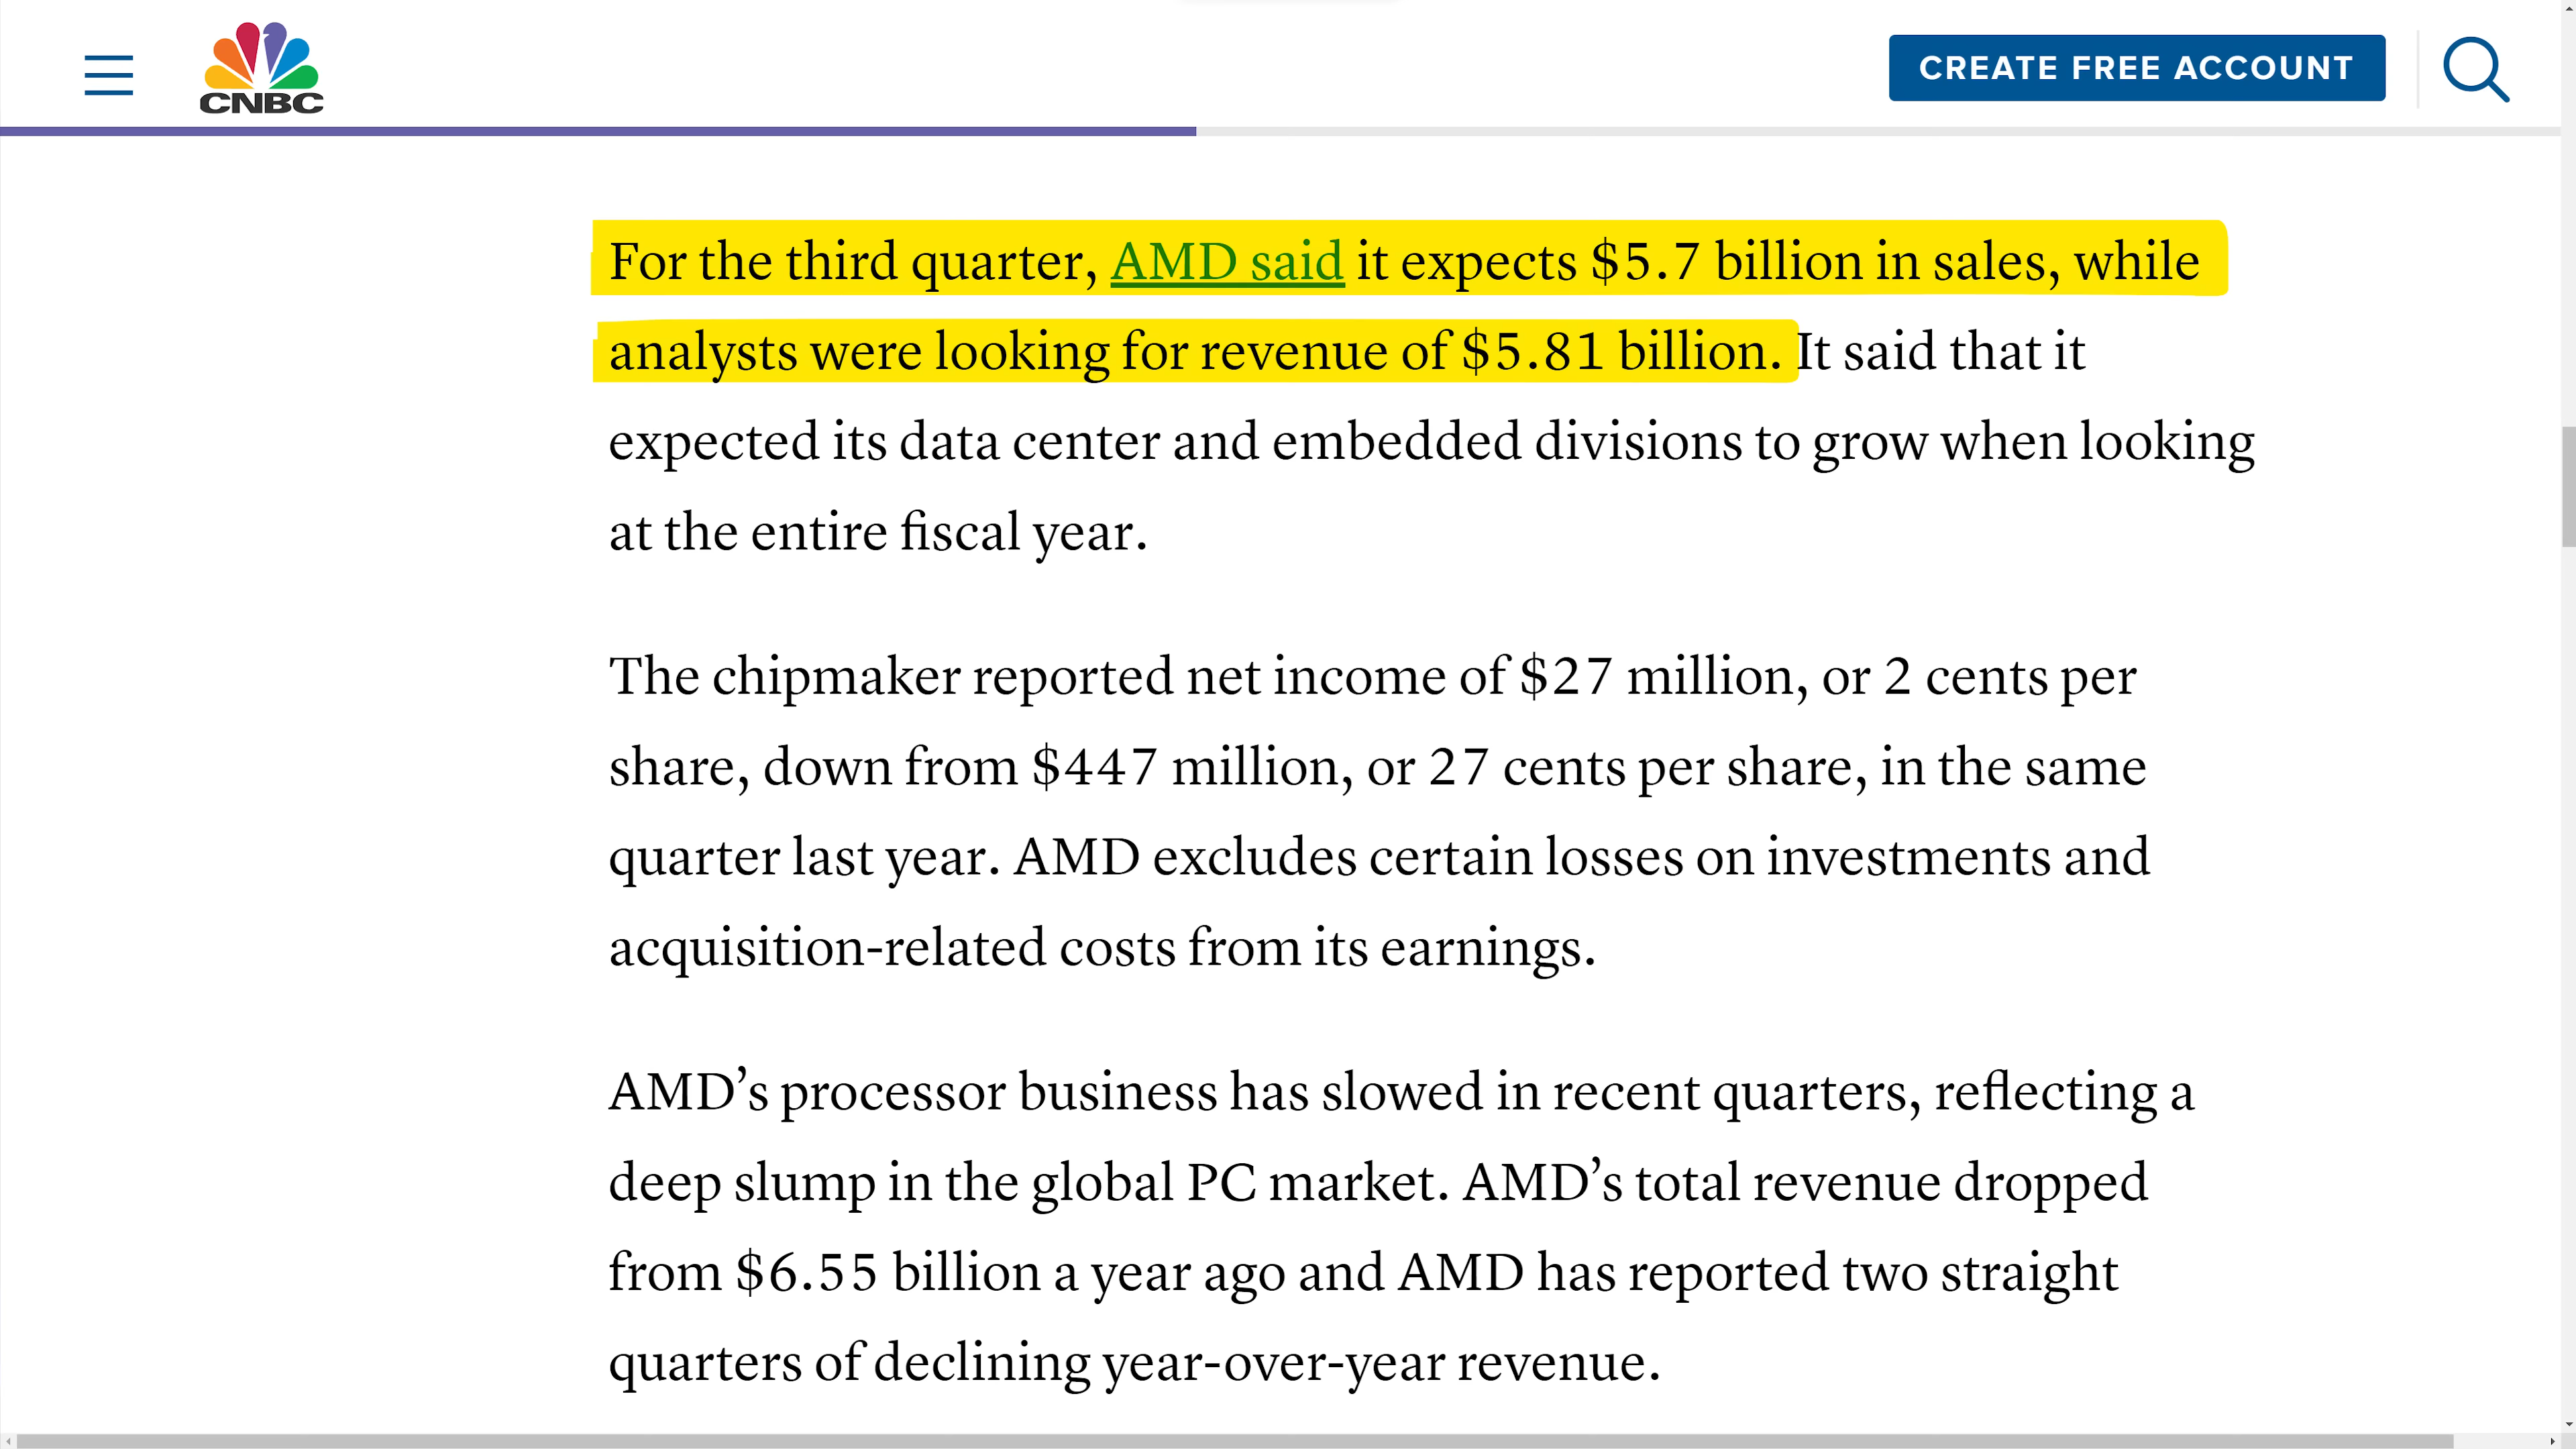 CNBC
CREATE FREE ACCOUNT
For the third quarter, AMD said it expects $5.7 billion in sales, while
analysts were looking for revenue of $5.81 billion. It said that it
expected its data center and embedded divisions to grow when looking
at the entire fiscal year.
The chipmaker reported net income of $27 million, or 2 cents per
share, down from $447 million, or 27 cents per share, in the same
quarter last year. AMD excludes certain losses on investments and
acquisition-related costs from its earnings.
AMD’s processor business has slowed in recent quarters, reflecting a
deep slump in the global PC market. AMD’s total revenue dropped
from $6.55 billion a year ago and AMD has reported two straight
quarters of declining year-over-year revenue.